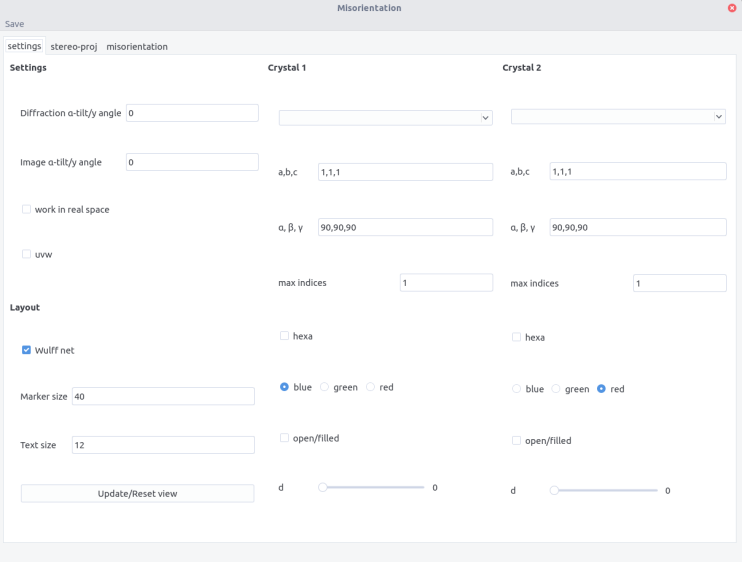 Misorientation
Save
settings stereo-proj misorientation
Settings
Diffraction α-tilt/y angle 0
Image α-tilt/y angle 0
work in real space
uvw
Layout
Wulff net
Marker size 40
Text size 12
Update/Reset view
Crystal 1
a,b,c 1,1,1
α, β, γ 90,90,90
max indices 1
hexa
blue green red
open/filled
d 0
Crystal 2
a,b,c 1,1,1
α, β, γ 90,90,90
max indices 1
hexa
blue green red
open/filled
d 0